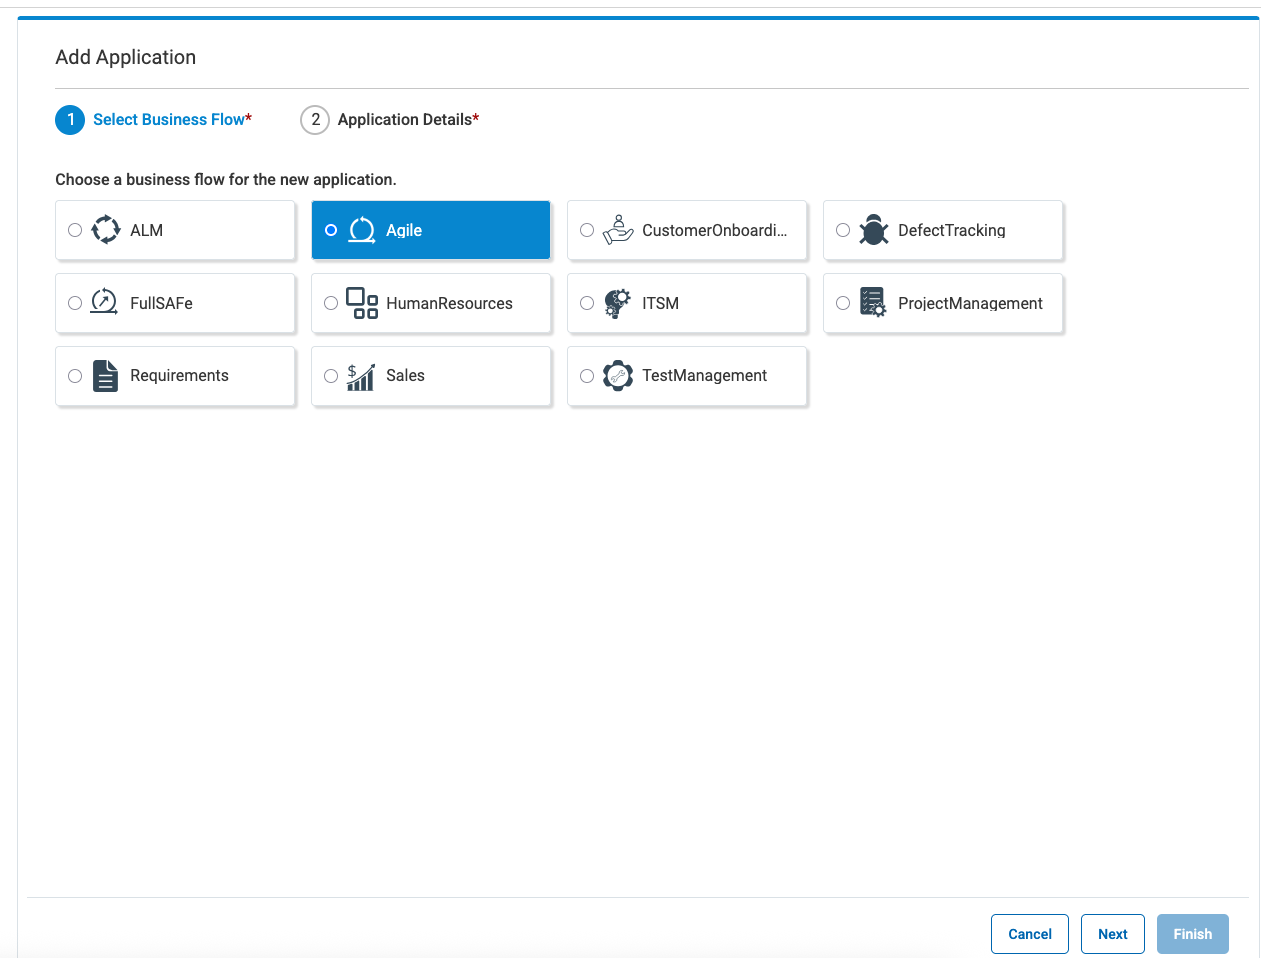 Add Application
1 Select Business Flow* 2 Application Details*
Choose a business flow for the new application.
ALM Agile CustomerOnboardi... DefectTracking
FullSAFe HumanResources ITSM ProjectManagement
Requirements $ Sales TestManagement
Cancel Next Finish